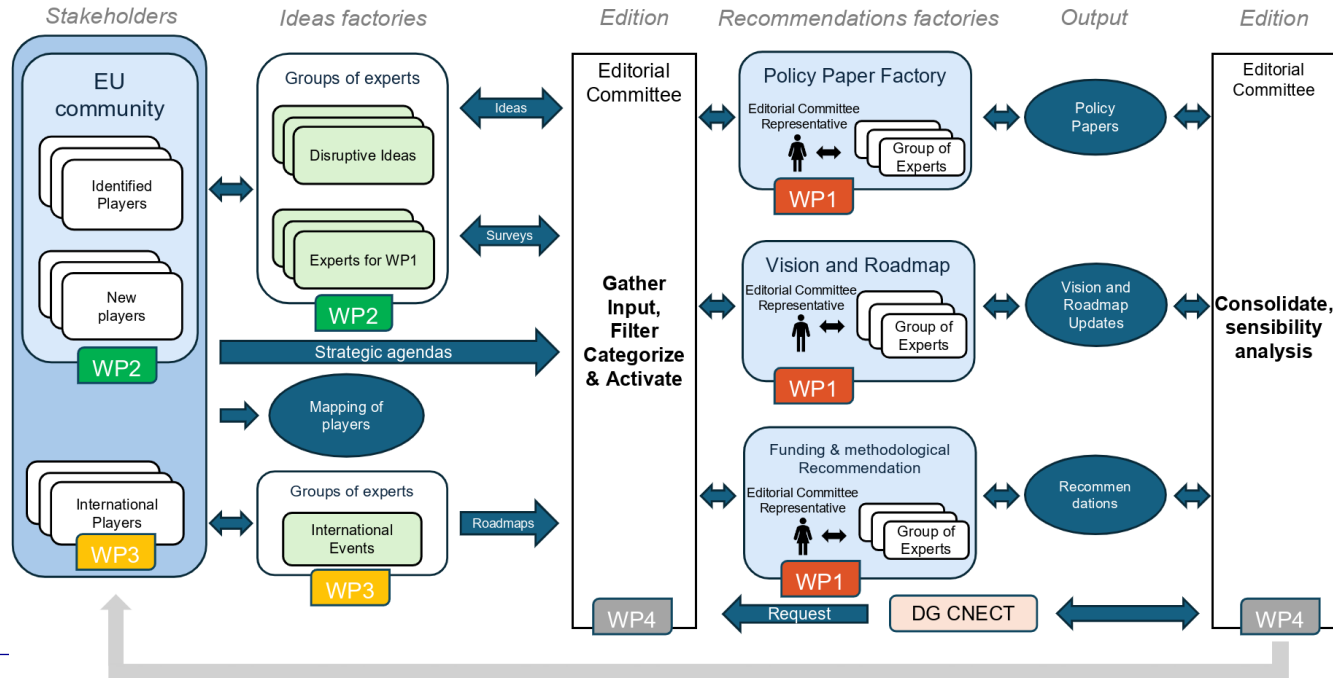 Stakeholders
Ideas factories
Edition
Recommendations factories
Output
Edition
EU
community
Identified
Players
New
players
WP2
International
Players
WP3
Groups of experts
Disruptive Ideas
Experts for WP1
WP2
Ideas
Surveys
Strategic agendas
Mapping of
players
Groups of experts
International
Events
WP3
Roadmaps
Editorial
Committee
Gather
Input,
Filter
Categorize
& Activate
WP4
Policy Paper Factory
Editorial Committee
Representative
Group of
Experts
WP1
Vision and Roadmap
Editorial Committee
Representative
Group of
Experts
WP1
Funding & methodological
Recommendation
Editorial Committee
Representative
Group of
Experts
WP1
Request
DG CNECT
Policy
Papers
Vision and
Roadmap
Updates
Recommen
dations
Editorial
Committee
Consolidate,
sensibility
analysis
WP4